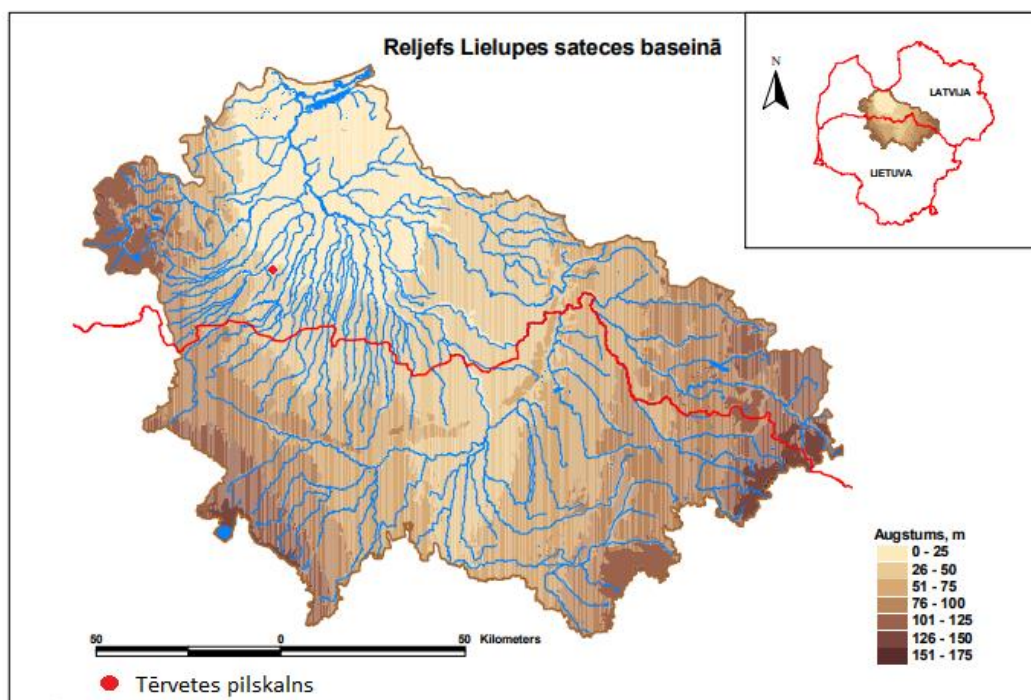 Reljefs Lielupes sateces baseinā
N
LATVIJA
LIETUVA
Augstums, m
0 - 25
26 - 50
51 - 75
76 - 100
101 - 125
126 - 150
151 - 175
50 0 50 Kilometers
Tērvetes pilskalns